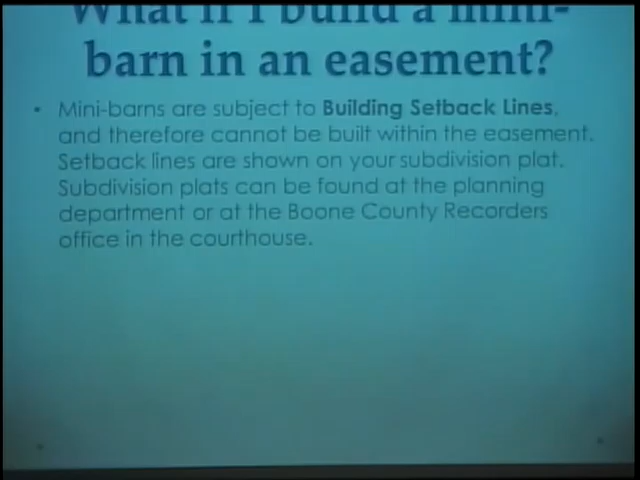 What if I build a mini-
barn in an easement?
• Mini-barns are subject to Building Setback Lines,
and therefore cannot be built within the easement.
Setback lines are shown on your subdivision plat.
Subdivision plats can be found at the planning
department or at the Boone County Recorders
office in the courthouse.